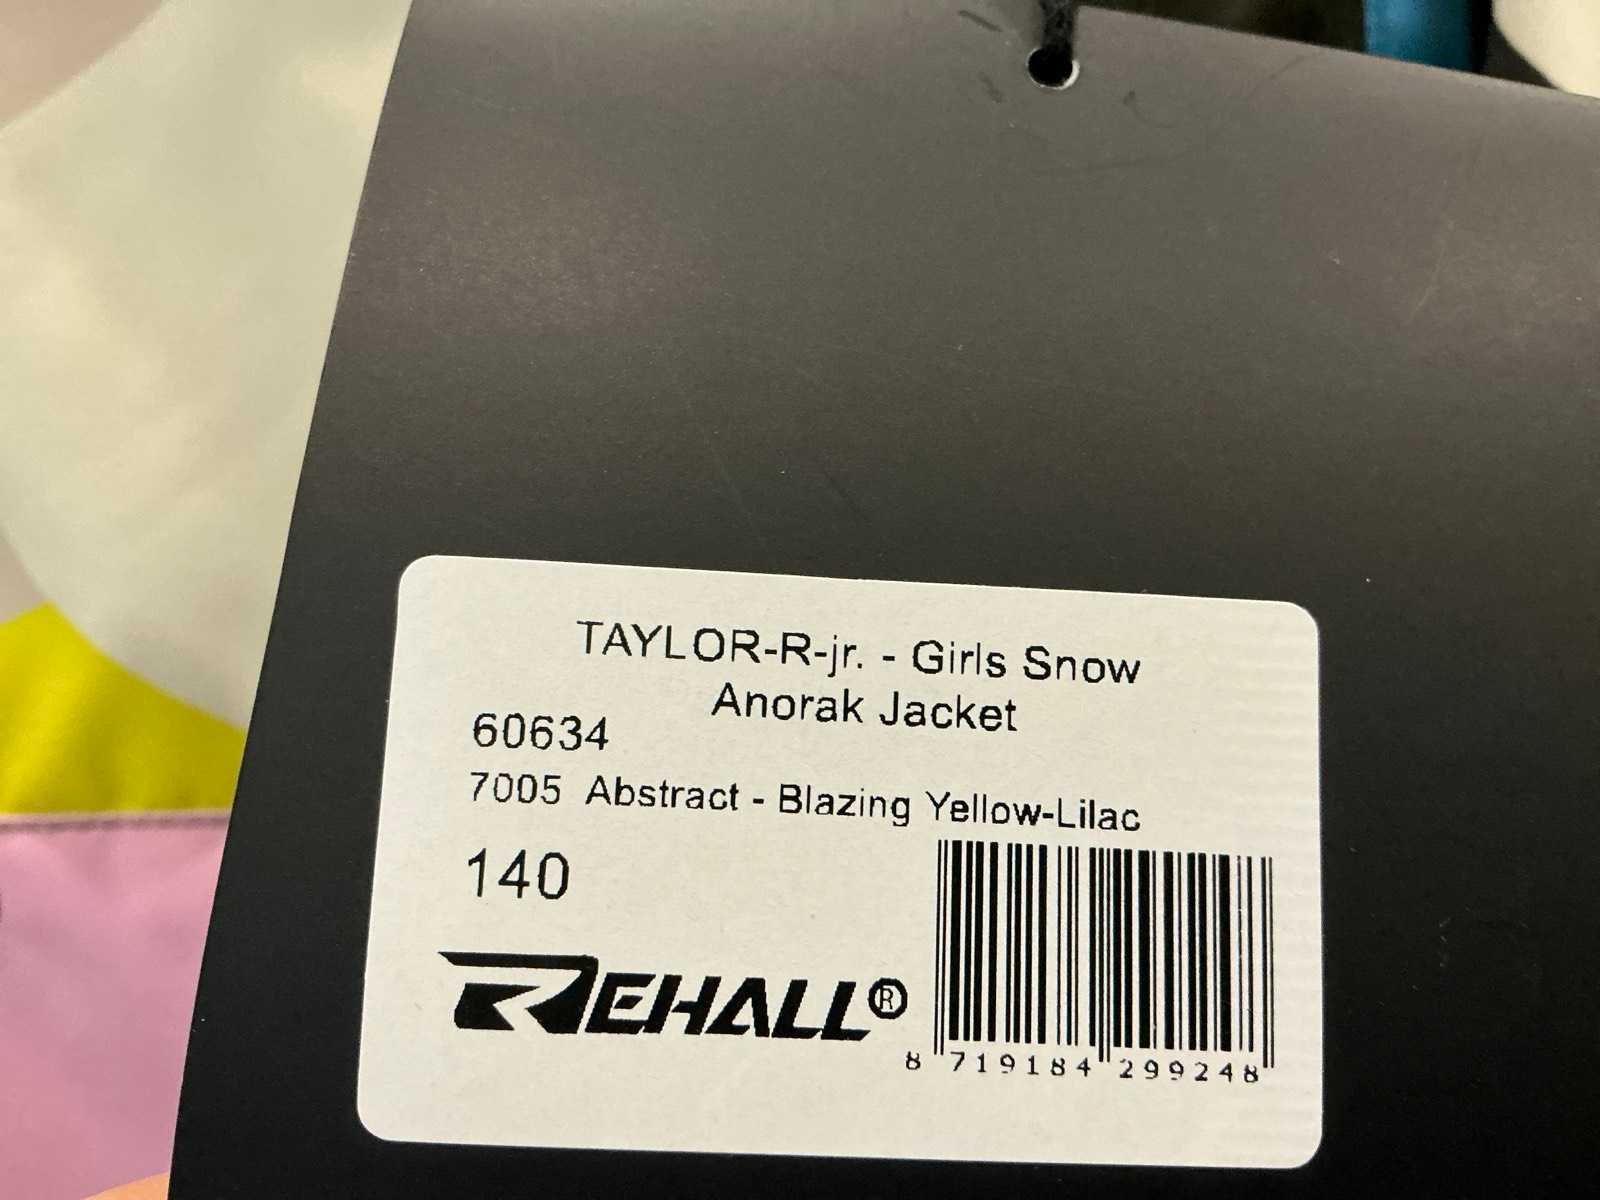 TAYLOR-R-jr. - Girls Snow
Anorak Jacket
60634
7005 Abstract - Blazing Yellow-Lilac
140
REHALL®
8 719184 299248